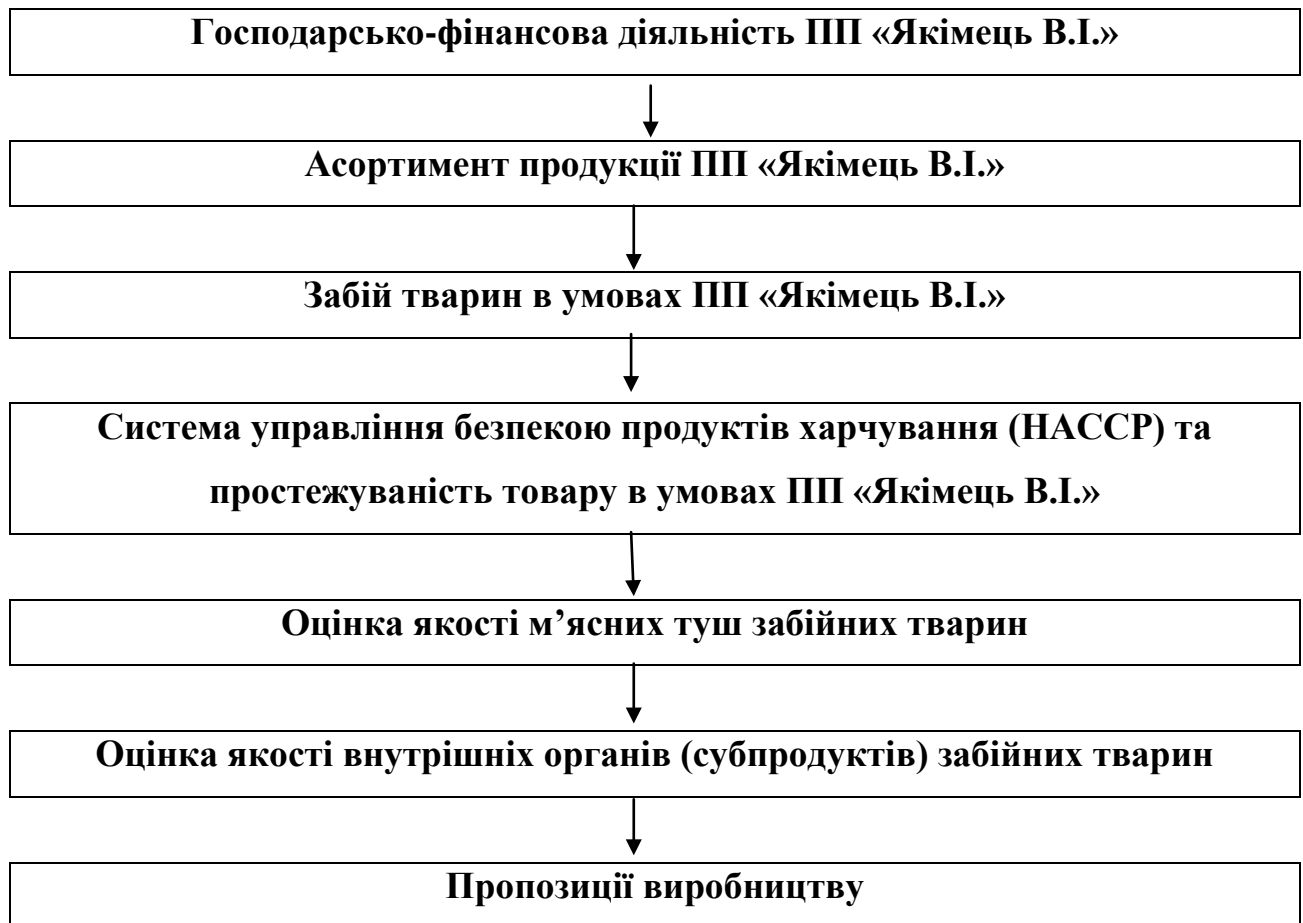 Господарсько-фінансова діяльність ПП «Якімець В.І.»
Асортимент продукції ПП «Якімець В.І.»
Забій тварин в умовах ПП «Якімець В.І.»
Система управління безпекою продуктів харчування (НАССР) та
простежуваність товару в умовах ПП «Якімець В.І.»
Оцінка якості м’ясних туш забійних тварин
Оцінка якості внутрішніх органів (субпродуктів) забійних тварин
Пропозиції виробництву